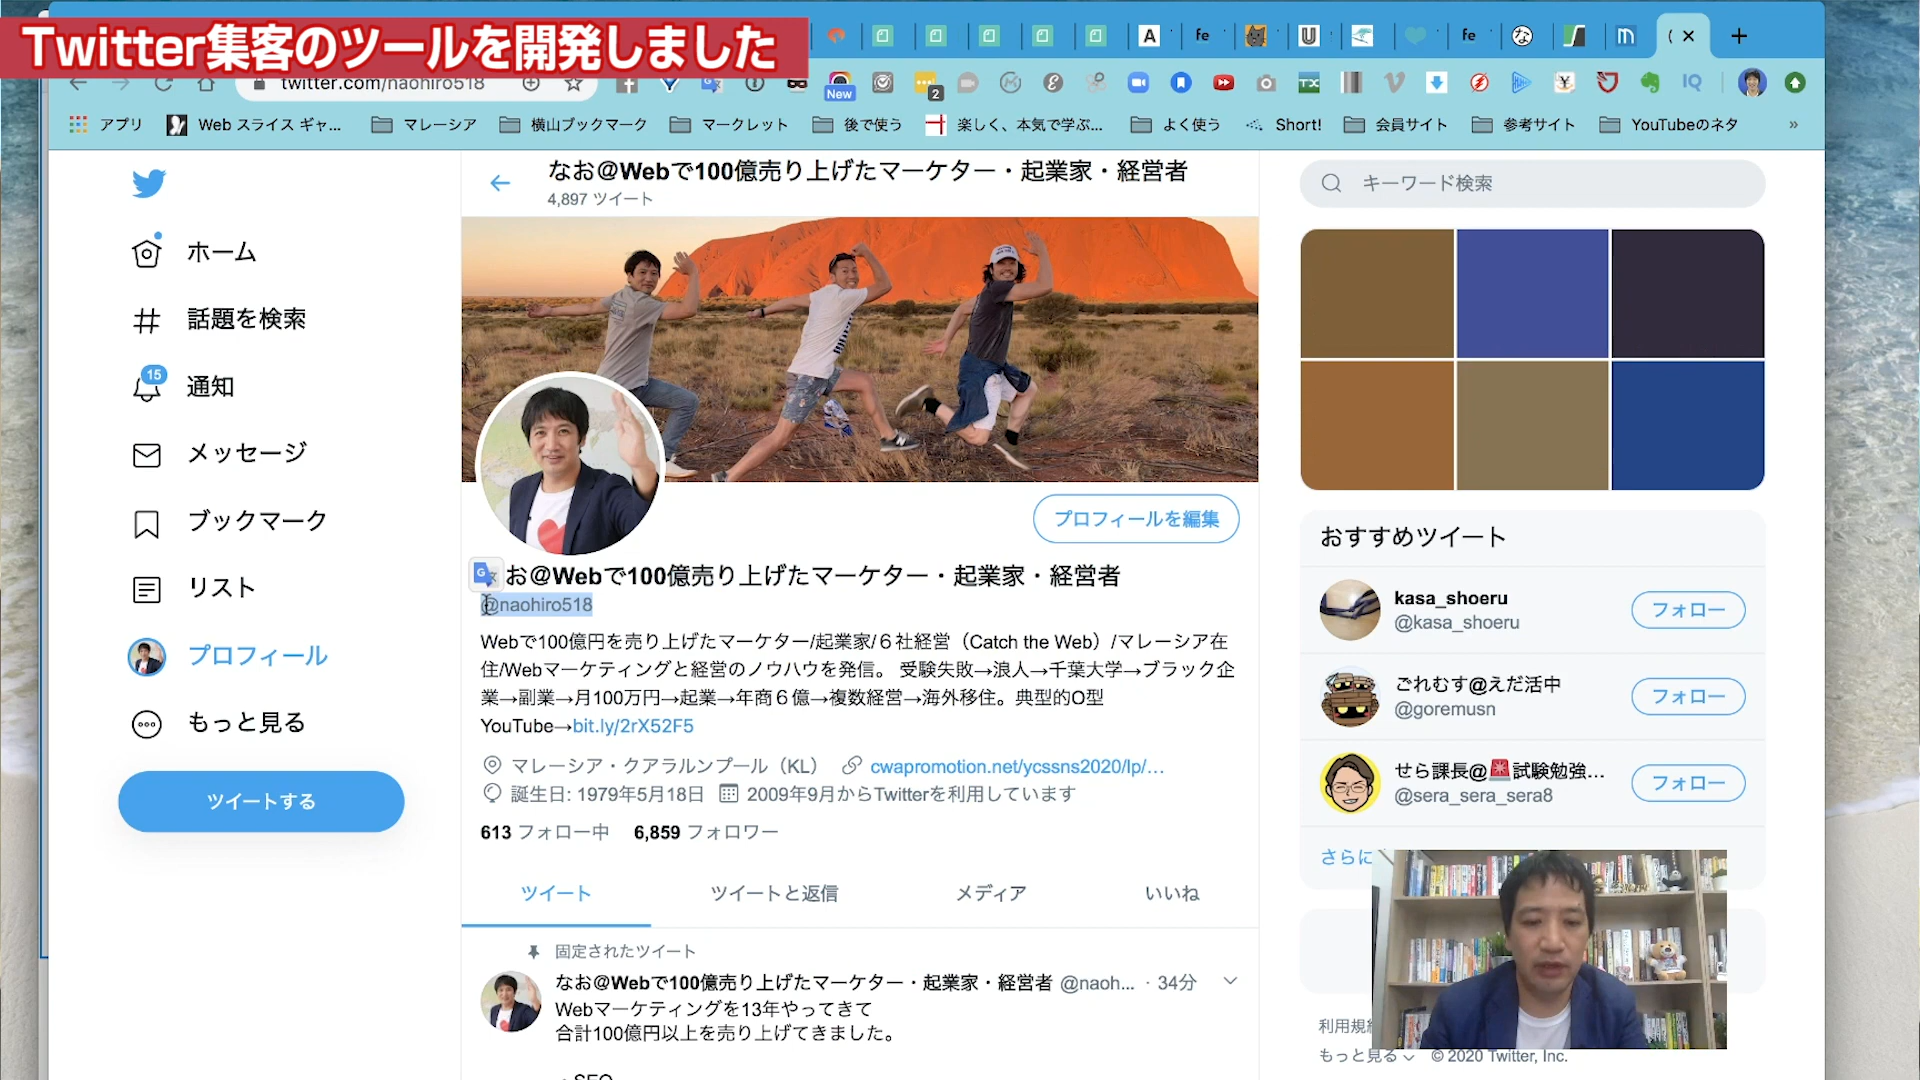 Twitter集客のツールを開発しました
twitter.com/naohiro518
New
2
アプリ
Web スライス ギャ...
マレーシア
横山ブックマーク
マークレット
後で使う
楽しく、本気で学ぶ...
よく使う
Short!
会員サイト
参考サイト
YouTubeのネタ
»
ホーム
話題を検索
15
通知
メッセージ
ブックマーク
リスト
プロフィール
もっと見る
ツイートする
なお@Webで100億売り上げたマーケター・起業家・経営者
4,897 ツイート
プロフィールを編集
お@Webで100億売り上げたマーケター・起業家・経営者
@naohiro518
Webで100億円を売り上げたマーケター/起業家/６社経営（Catch the Web）/マレーシア在
住/Webマーケティングと経営のノウハウを発信。 受験失敗→浪人→千葉大学→ブラック企
業→副業→月100万円→起業→年商６億→複数経営→海外移住。典型的O型
YouTube→bit.ly/2rX52F5
マレーシア・クアラルンプール（KL） cwapromotion.net/ycssns2020/lp/…
誕生日: 1979年5月18日 2009年9月からTwitterを利用しています
613 フォロー中 6,859 フォロワー
ツイート
ツイートと返信
メディア
いいね
固定されたツイート
なお@Webで100億売り上げたマーケター・起業家・経営者 @naoh... · 34分
Webマーケティングを13年やってきて
合計100億円以上を売り上げてきました。
・SEO
キーワード検索
おすすめツイート
kasa_shoeru
@kasa_shoeru
フォロー
ごれむす@えだ活中
@goremusn
フォロー
せら課長@🚨試験勉強...
@sera_sera_sera8
フォロー
さらに
利用規
もっと見る © 2020 Twitter, Inc.